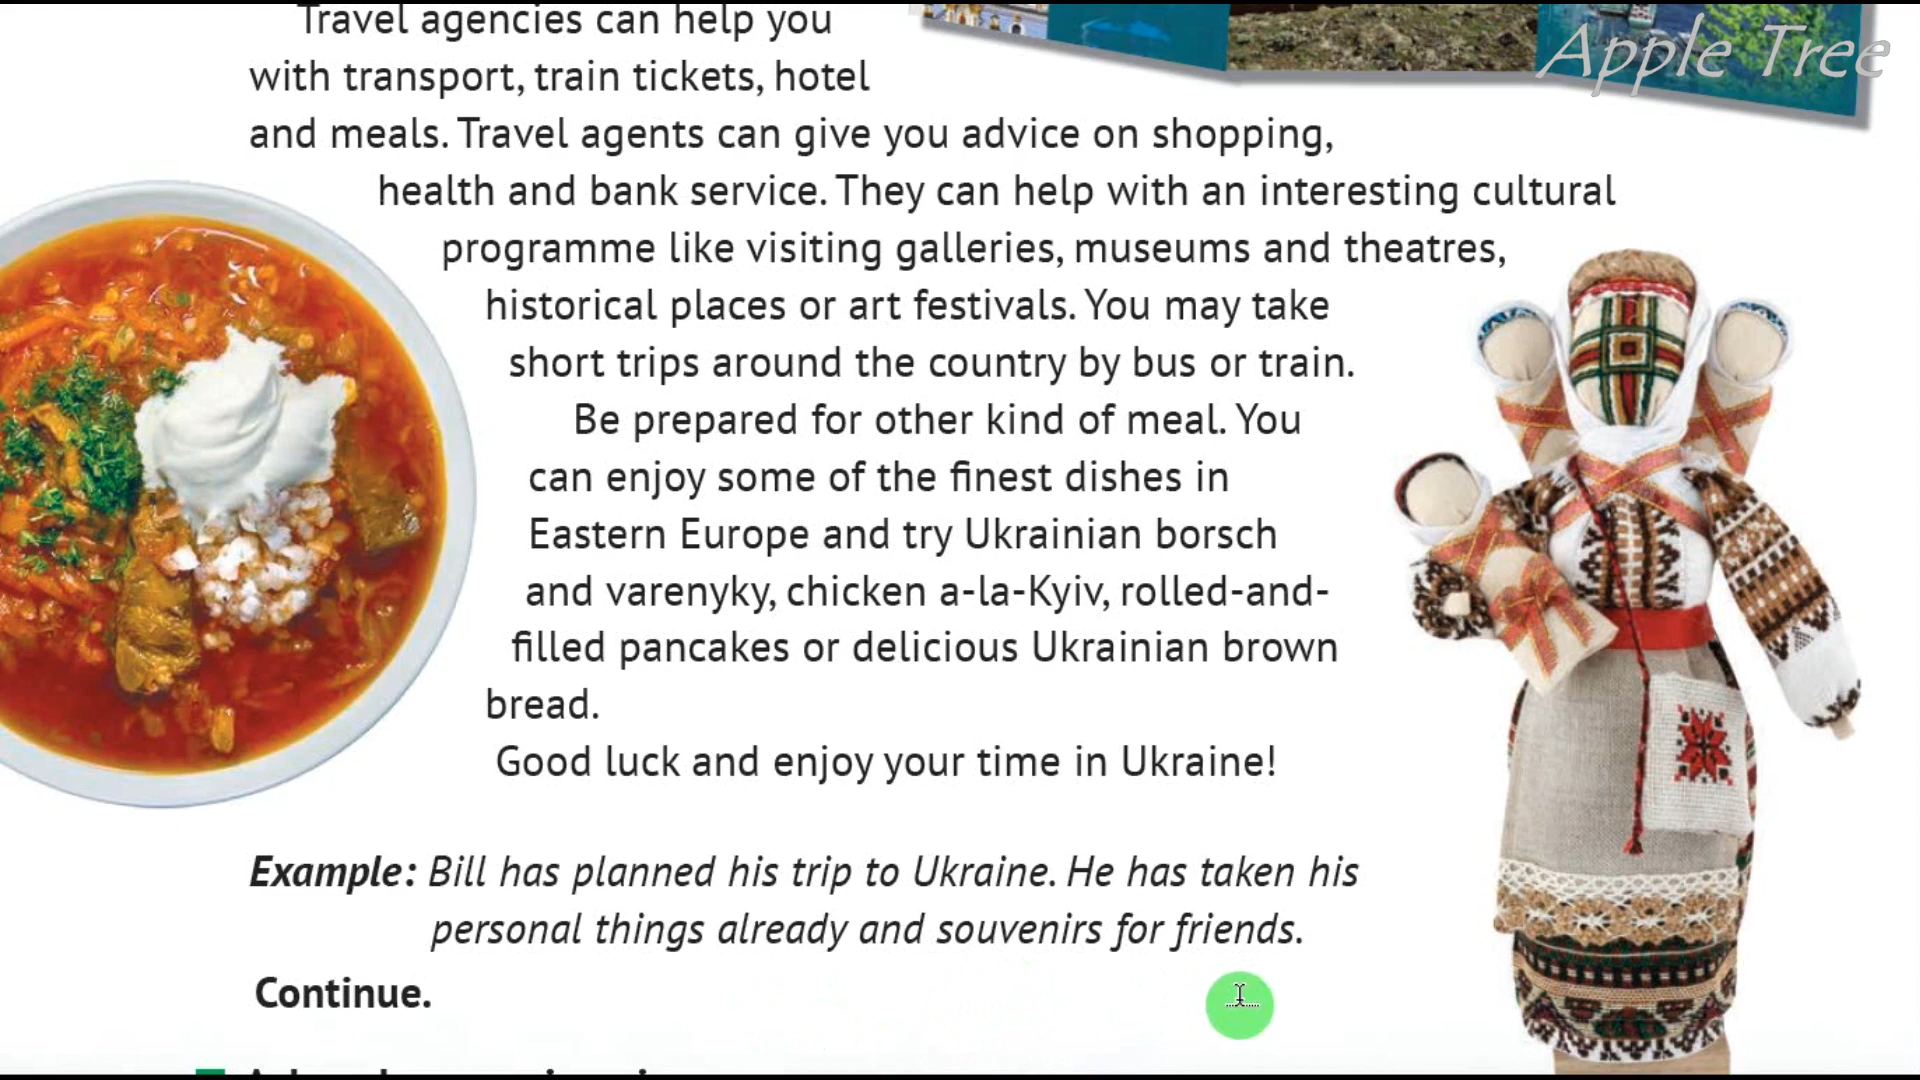 Travel agencies can help you
Apple Tree
with transport, train tickets, hotel
and meals. Travel agents can give you advice on shopping,
health and bank service. They can help with an interesting cultural
programme like visiting galleries, museums and theatres,
historical places or art festivals. You may take
short trips around the country by bus or train.
Be prepared for other kind of meal. You
can enjoy some of the finest dishes in
Eastern Europe and try Ukrainian borsch
and varenyky, chicken a-la-Kyiv, rolled-and-
filled pancakes or delicious Ukrainian brown
bread.
Good luck and enjoy your time in Ukraine!
Example: Bill has planned his trip to Ukraine. He has taken his
personal things already and souvenirs for friends.
Continue.